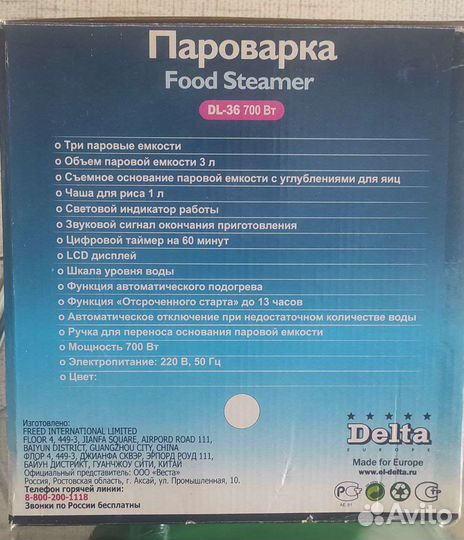 Пароварка
Food Steamer
DL-36 700 Вт
Три паровые емкости
Объем паровой емкости 3 л
Съемное основание паровой емкости с углублениями для яиц
Чаша для риса 1 л
Световой индикатор работы
Звуковой сигнал окончания приготовления
Цифровой таймер на 60 минут
LCD дисплей
Шкала уровня воды
Функция автоматического подогрева
Функция «Отсроченного старта» до 13 часов
Автоматическое отключение при недостаточном количестве воды
Ручка для переноса основания паровой емкости
Мощность 700 Вт
Электропитание: 220 В, 50 Гц
Цвет:
Изготовлено:
FREED INTERNATIONAL LIMITED
FLOOR 4, 449-3, JIANFA SQUARE, AIRPORD ROAD 111,
BAIYUN DISTRICT, GUANGZHOU CITY, CHINA
ФЛОР 4, 449-3, ДЖИАНФА СКВЭР, ЭРПОРД РОУД 111,
БАЙУН ДИСТРИКТ, ГУАНЧЖОУ СИТИ, КИТАЙ
Официальный представитель: ООО «Веста»
Россия, Ростовская область, г. Аксай, ул. Промышленная, 10.
Телефон горячей линии:
8-800-200-1118
Звонки по России бесплатны
Delta
EUROPE
Made for Europe
www.el-delta.ru
Avito